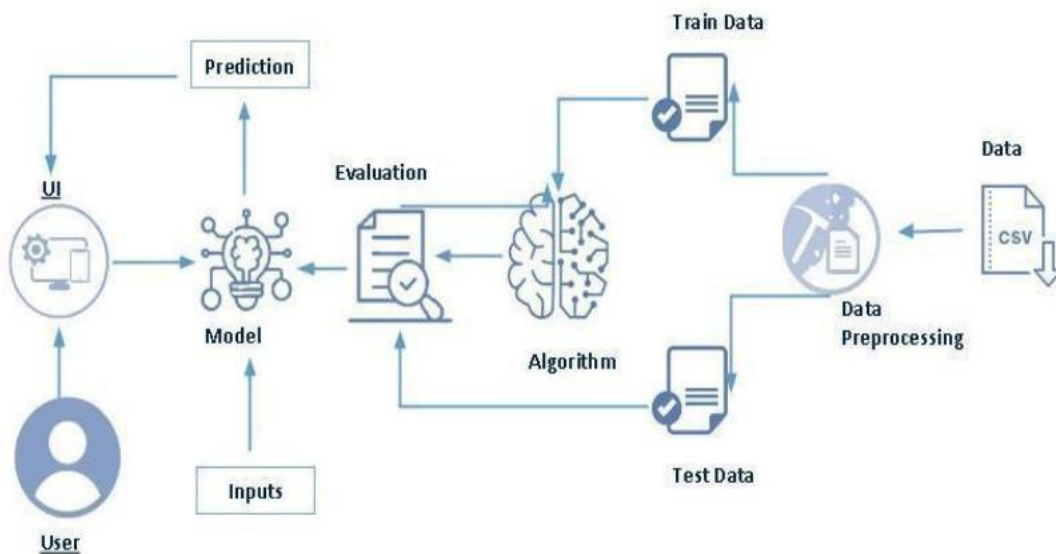 Train Data
Prediction
Data
Evaluation
UI
CSV
Model
Data
Preprocessing
Algorithm
Inputs
Test Data
User